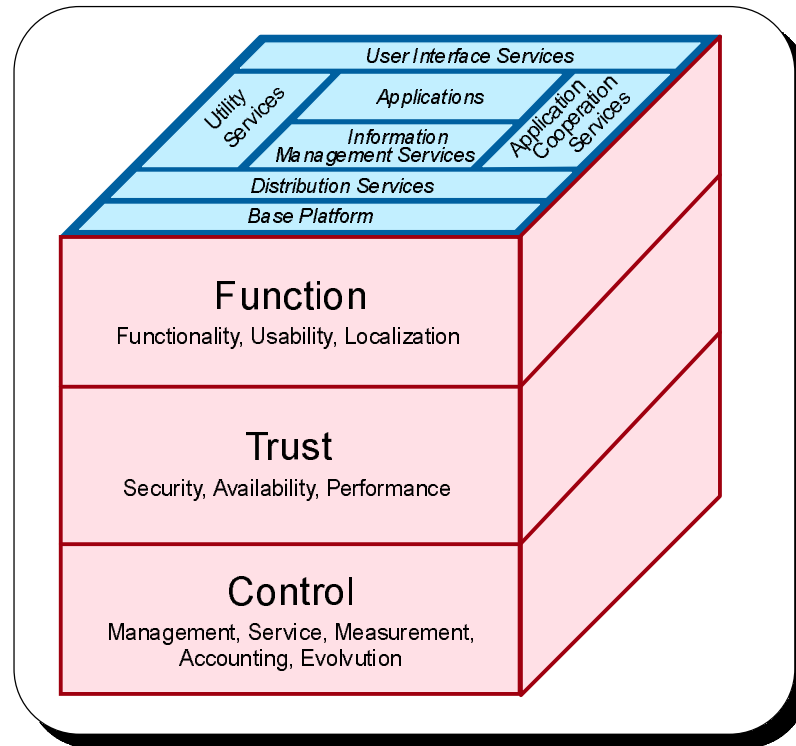 User Interface Services
Utility
Services
Applications
Information
Management Services
Application
Cooperation
Services
Distribution Services
Base Platform
Function
Functionality, Usability, Localization
Trust
Security, Availability, Performance
Control
Management, Service, Measurement,
Accounting, Evolvution